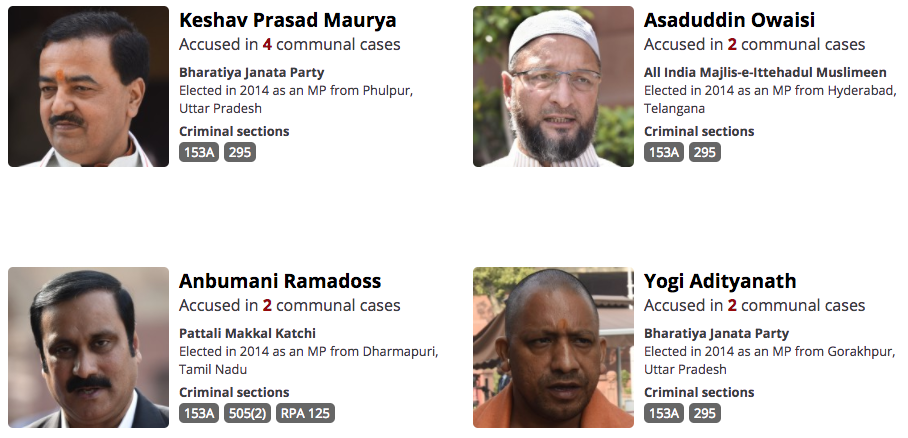 Keshav Prasad Maurya
Accused in 4 communal cases
Bharatiya Janata Party
Elected in 2014 as an MP from Phulpur,
Uttar Pradesh
Criminal sections
153A 295
Asaduddin Owaisi
Accused in 2 communal cases
All India Majlis-e-Ittehadul Muslimeen
Elected in 2014 as an MP from Hyderabad,
Telangana
Criminal sections
153A 295
Anbumani Ramadoss
Accused in 2 communal cases
Pattali Makkal Katchi
Elected in 2014 as an MP from Dharmapuri,
Tamil Nadu
Criminal sections
153A 505(2) RPA 125
Yogi Adityanath
Accused in 2 communal cases
Bharatiya Janata Party
Elected in 2014 as an MP from Gorakhpur,
Uttar Pradesh
Criminal sections
153A 295